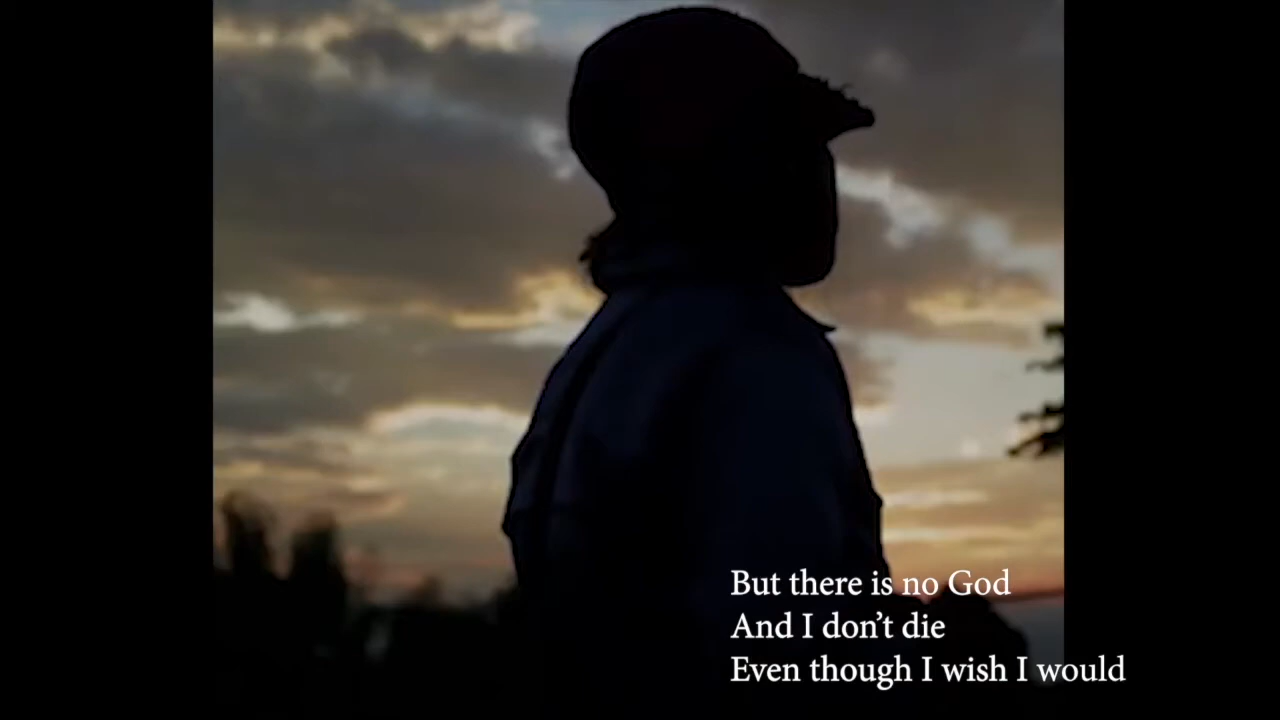 But there is no God
And I don't die
Even though I wish I would